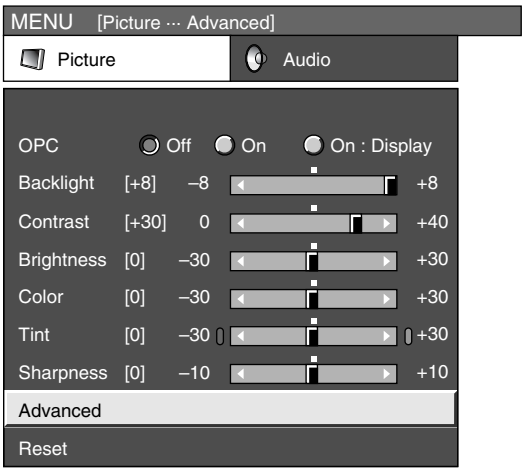 MENU [Picture ··· Advanced]
Picture Audio
OPC Off On On : Display
Backlight [+8] –8 +8
Contrast [+30] 0 +40
Brightness [0] –30 +30
Color [0] –30 +30
Tint [0] –30 +30
Sharpness [0] –10 +10
Advanced
Reset